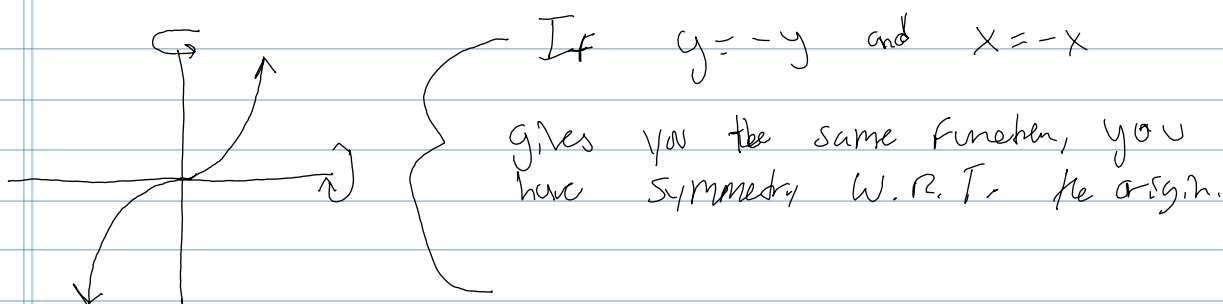 If y=-y and x=-x
gives you the same function, you
have symmetry W.R.T. the origin.